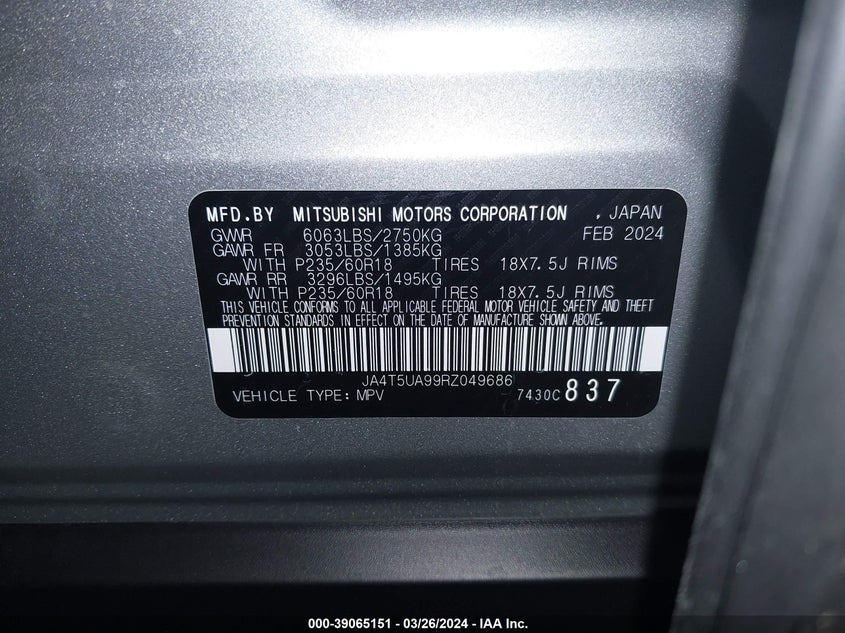 MFD.BY MITSUBISHI MOTORS CORPORATION , JAPAN
GVWR 6063LBS/2750KG FEB 2024
GAWR FR 3053LBS/1385KG
WITH P235/60R18 TIRES 18X7.5J RIMS
GAWR RR 3296LBS/1495KG
WITH P235/60R18 TIRES 18X7.5J RIMS
THIS VEHICLE CONFORMS TO ALL APPLICABLE FEDERAL MOTOR VEHICLE SAFETY AND THEFT
PREVENTION STANDARDS IN EFFECT ON THE DATE OF MANUFACTURE SHOWN ABOVE.
JA4T5UA99RZ049686
VEHICLE TYPE: MPV 7430C837
000-39065151 - 03/26/2024 - IAA Inc.